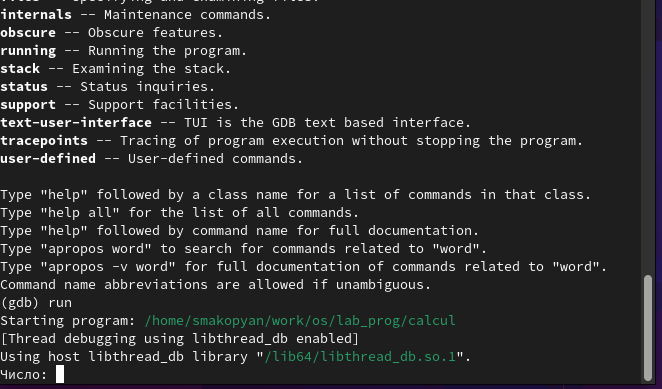 internals -- Maintenance commands.
obscure -- Obscure features.
running -- Running the program.
stack -- Examining the stack.
status -- Status inquiries.
support -- Support facilities.
text-user-interface -- TUI is the GDB text based interface.
tracepoints -- Tracing of program execution without stopping the program.
user-defined -- User-defined commands.
Type "help" followed by a class name for a list of commands in that class.
Type "help all" for the list of all commands.
Type "help" followed by command name for full documentation.
Type "apropos word" to search for commands related to "word".
Type "apropos -v word" for full documentation of commands related to "word".
Command name abbreviations are allowed if unambiguous.
(gdb) run
Starting program: /home/smakopyan/work/os/lab_prog/calcul
[Thread debugging using libthread_db enabled]
Using host libthread_db library "/lib64/libthread_db.so.1".
Число: